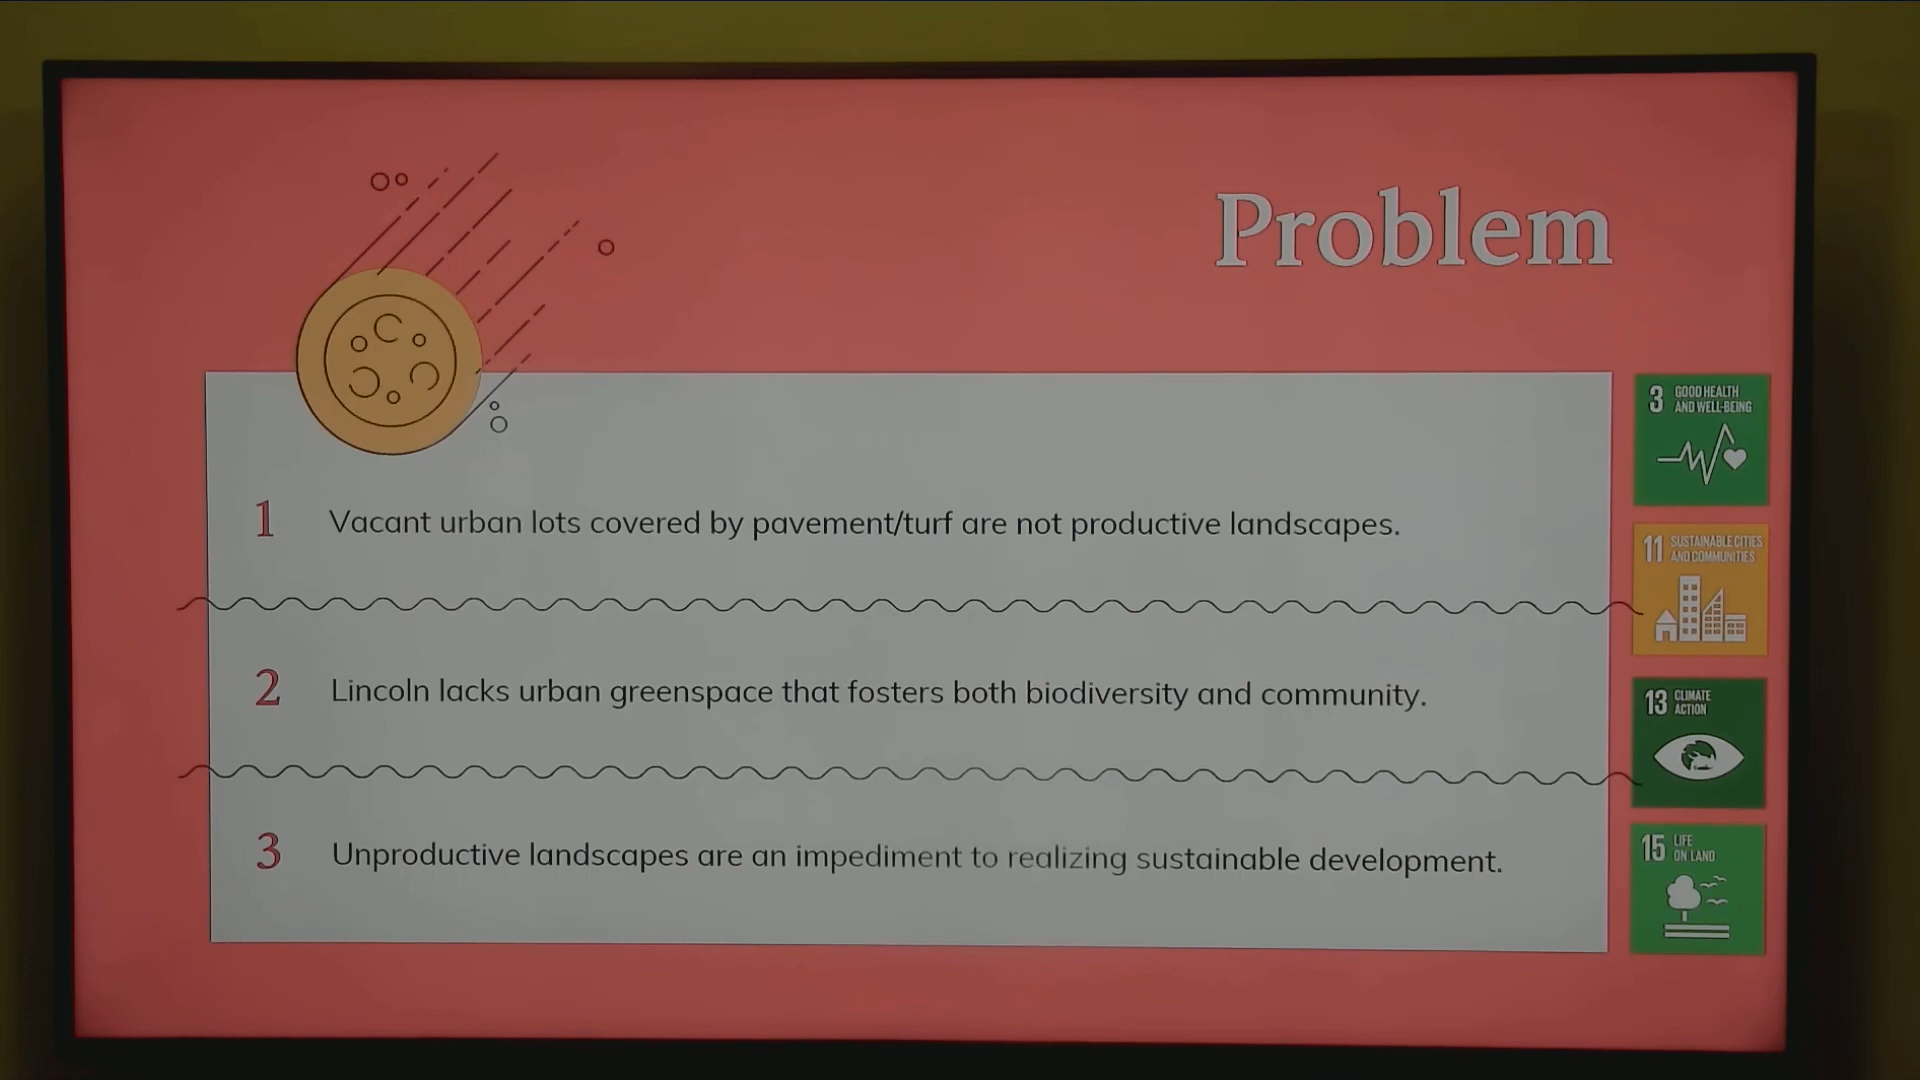 Problem
1 Vacant urban lots covered by pavement/turf are not productive landscapes.
2 Lincoln lacks urban greenspace that fosters both biodiversity and community.
3 Unproductive landscapes are an impediment to realizing sustainable development.
3 GOOD HEALTH
AND WELL-BEING
11 SUSTAINABLE CITIES
AND COMMUNITIES
13 CLIMATE
ACTION
15 LIFE
ON LAND